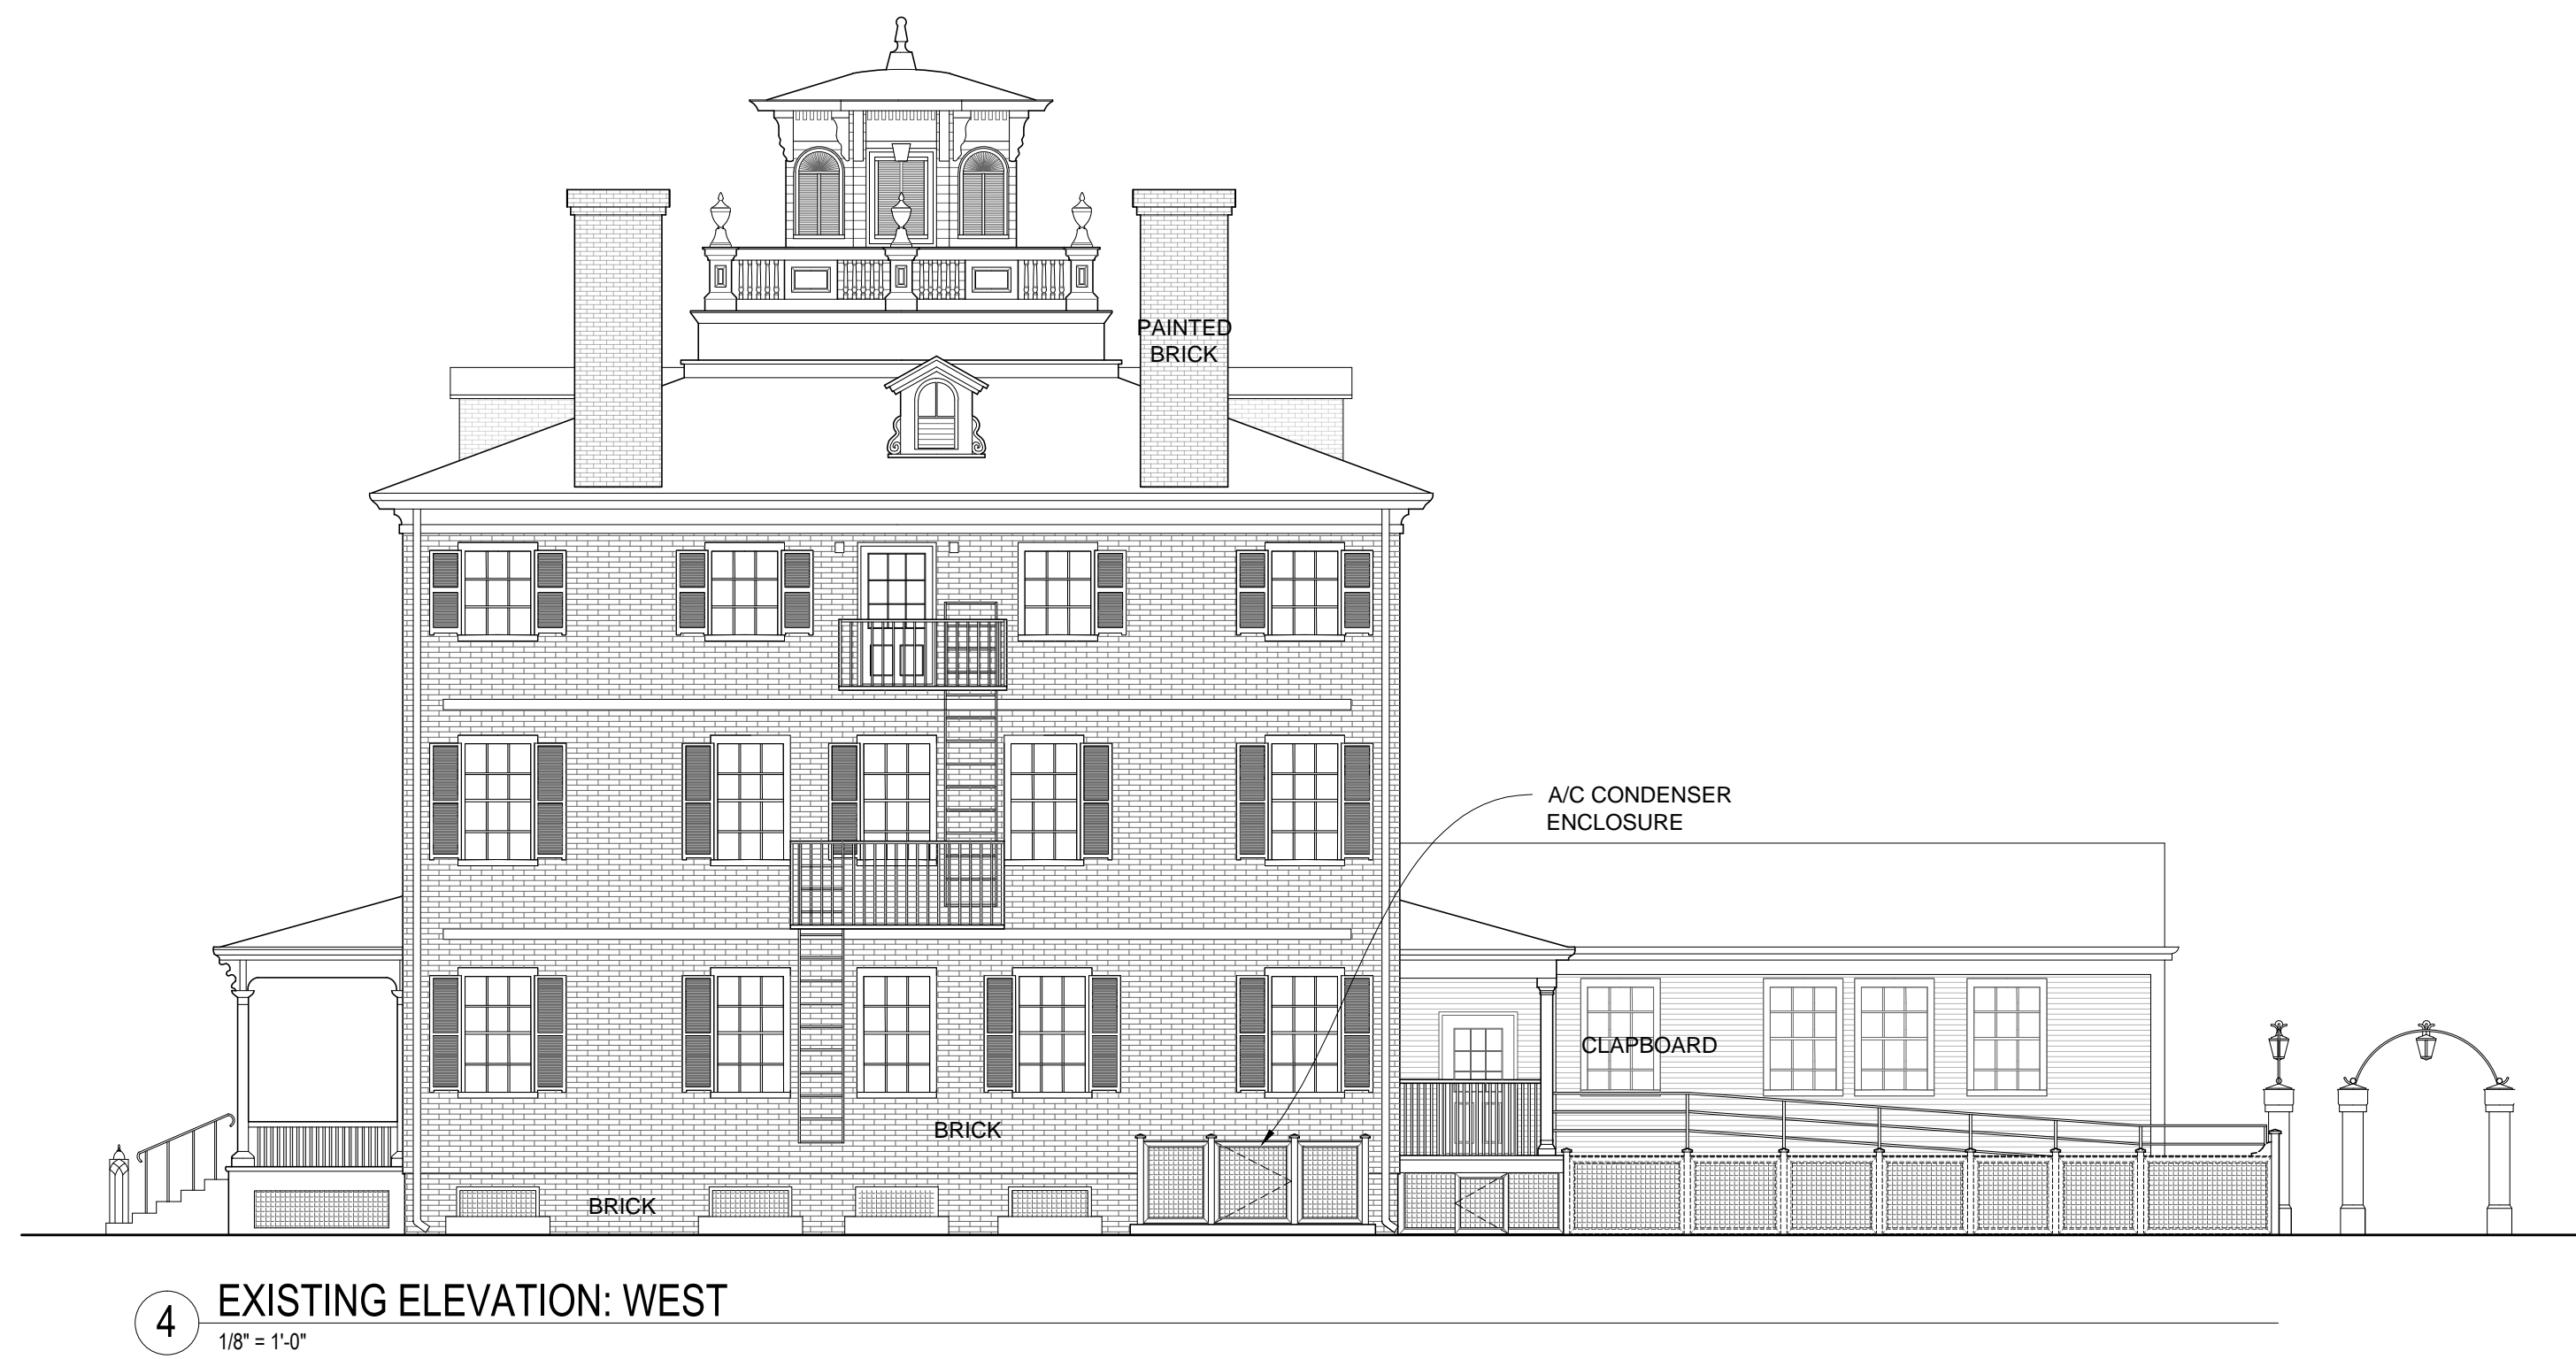 PAINTED
BRICK
A/C CONDENSER
ENCLOSURE
CLAPBOARD
BRICK
BRICK
4
EXISTING ELEVATION: WEST
1/8" = 1'-0"